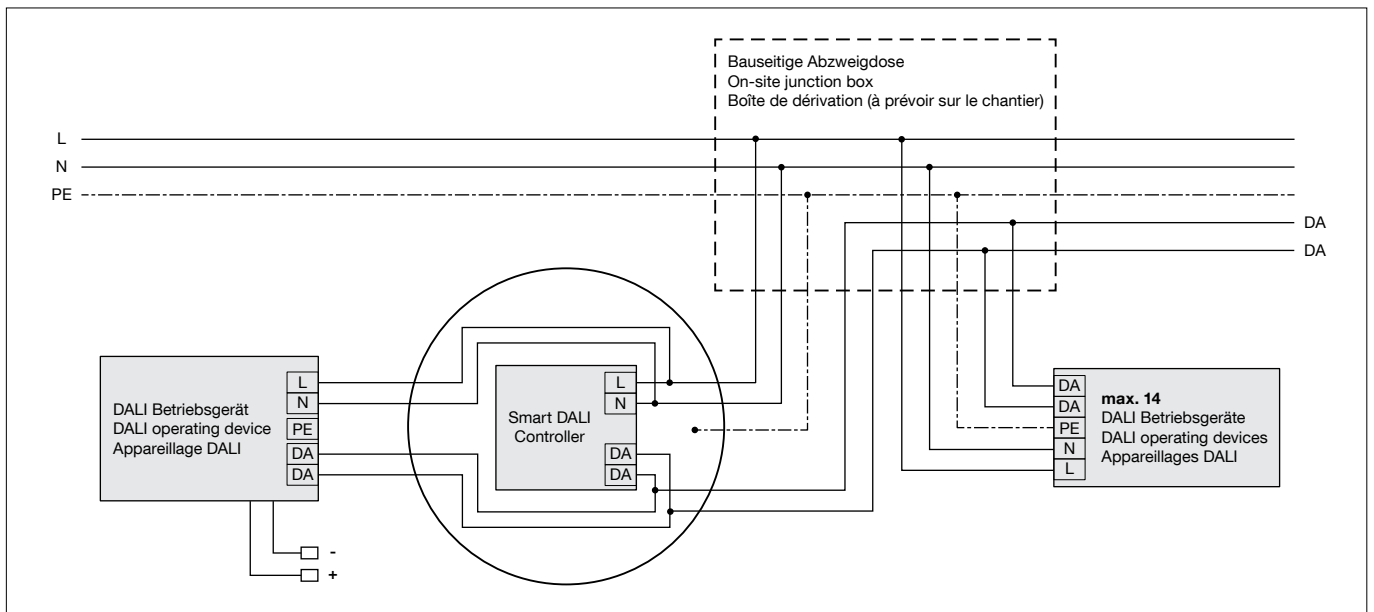 Bauseitige Abzweigdose
On-site junction box
Boîte de dérivation (à prévoir sur le chantier)
L
N
PE
DA
DA
DALI Betriebsgerät
DALI operating device
Appareillage DALI
L
N
PE
DA
DA
-
+
Smart DALI
Controller
L
N
DA
DA
DA
DA
PE
N
L
max. 14
DALI Betriebsgeräte
DALI operating devices
Appareillages DALI